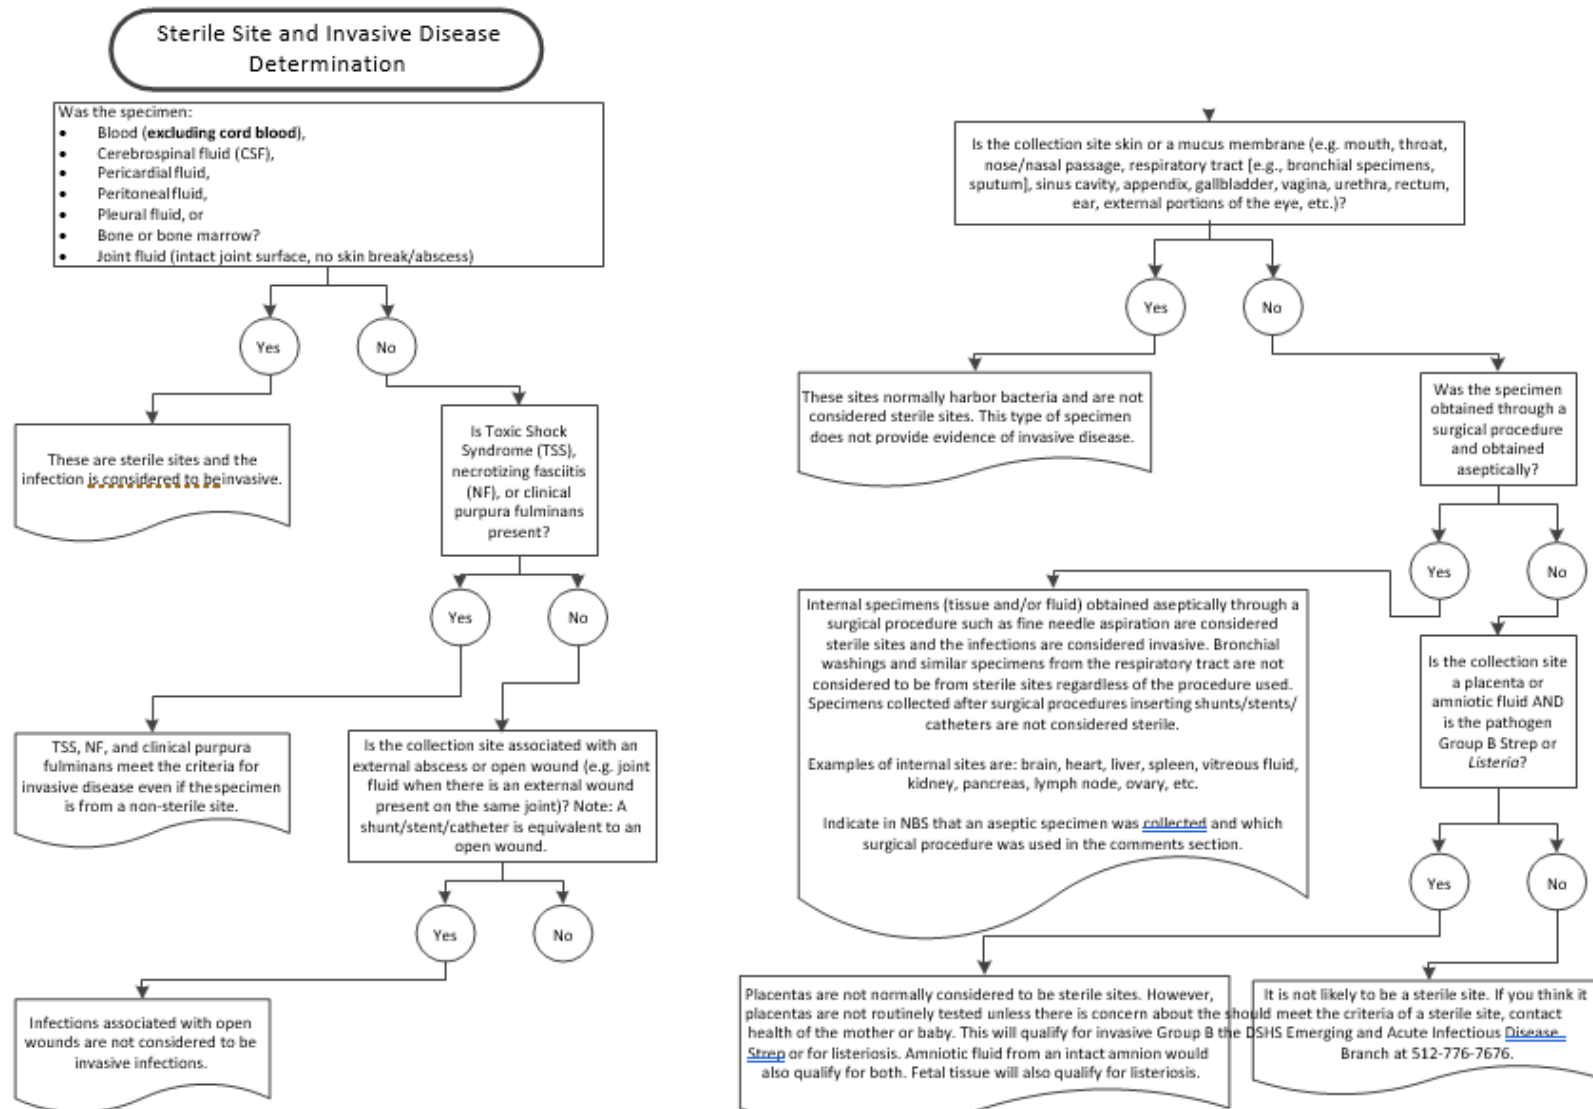 Sterile Site and Invasive Disease
Determination
Was the specimen:
• Blood (excluding cord blood),
• Cerebrospinal fluid (CSF),
• Pericardial fluid,
• Peritoneal fluid,
• Pleural fluid, or
• Bone or bone marrow?
• Joint fluid (intact joint surface, no skin break/abscess)
Yes
No
These are sterile sites and the
infection is considered to beinvasive.
Is Toxic Shock
Syndrome (TSS),
necrotizing fasciitis
(NF), or clinical
purpura fulminans
present?
Yes
No
TSS, NF, and clinical purpura
fulminans meet the criteria for
invasive disease even if thespecimen
is from a non-sterile site.
Is the collection site associated with an
external abscess or open wound (e.g. joint
fluid when there is an external wound
present on the same joint)? Note: A
shunt/stent/catheter is equivalent to an
open wound.
Yes
No
Infections associated with open
wounds are not considered to be
invasive infections.
Is the collection site skin or a mucus membrane (e.g. mouth, throat,
nose/nasal passage, respiratory tract [e.g., bronchial specimens,
sputum], sinus cavity, appendix, gallbladder, vagina, urethra, rectum,
ear, external portions of the eye, etc.)?
Yes
No
These sites normally harbor bacteria and are not
considered sterile sites. This type of specimen
does not provide evidence of invasive disease.
Was the specimen
obtained through a
surgical procedure
and obtained
aseptically?
Yes
No
Internal specimens (tissue and/or fluid) obtained aseptically through a
surgical procedure such as fine needle aspiration are considered
sterile sites and the infections are considered invasive. Bronchial
washings and similar specimens from the respiratory tract are not
considered to be from sterile sites regardless of the procedure used.
Specimens collected after surgical procedures inserting shunts/stents/
catheters are not considered sterile.
Examples of internal sites are: brain, heart, liver, spleen, vitreous fluid,
kidney, pancreas, lymph node, ovary, etc.
Indicate in NBS that an aseptic specimen was collected and which
surgical procedure was used in the comments section.
Is the collection site
a placenta or
amniotic fluid AND
is the pathogen
Group B Strep or
Listeria?
Yes
No
Placentas are not normally considered to be sterile sites. However,
placentas are not routinely tested unless there is concern about the
health of the mother or baby. This will qualify for invasive Group B
Strep or for listeriosis. Amniotic fluid from an intact amnion would
also qualify for both. Fetal tissue will also qualify for listeriosis.
It is not likely to be a sterile site. If you think it
should meet the criteria of a sterile site, contact
the DSHS Emerging and Acute Infectious Disease
Branch at 512-776-7676.